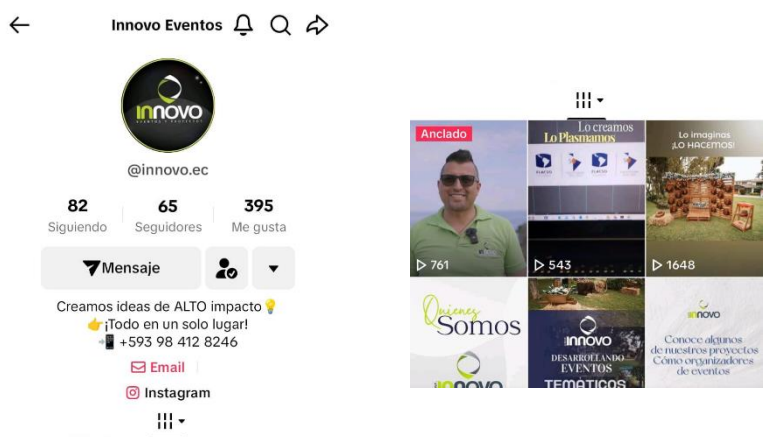 Innovo Eventos
INNOVO
EVENTOS Y PROYECTOS
@innovo.ec
82 65 395
Siguiendo Seguidores Me gusta
Mensaje
Creamos ideas de ALTO impacto💡
👉¡Todo en un solo lugar!
📲 +593 98 412 8246
Email
Instagram
Anclado
761
Lo creamos
Lo Plasmamos
543
Lo imaginas
¡LO HACEMOS!
1648
Quienes
Somos
INNOVO
INNOVO
DESARROLLANDO
EVENTOS
TEMÁTICOS
INNOVO
Conoce algunos
de nuestros proyectos
Cómo organizadores
de eventos